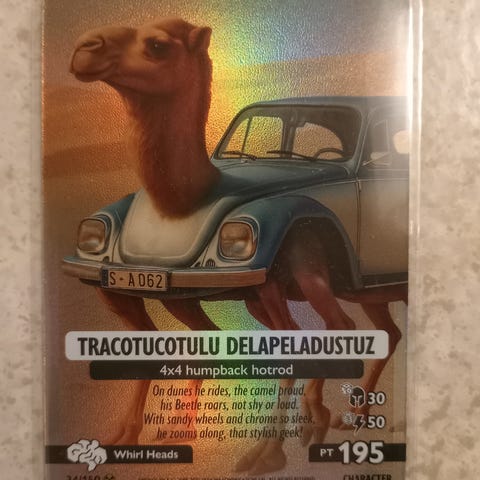 S-A 062
TRACOTUCOTULU DELAPELADUSTUZ
4x4 humpback hotrod
On dunes he rides, the camel proud,
his Beetle roars, not shy or loud.
With sandy wheels and chrome so sleek,
he zooms along, that stylish geek!
30
50
Whirl Heads
PT 195
CHARACTER